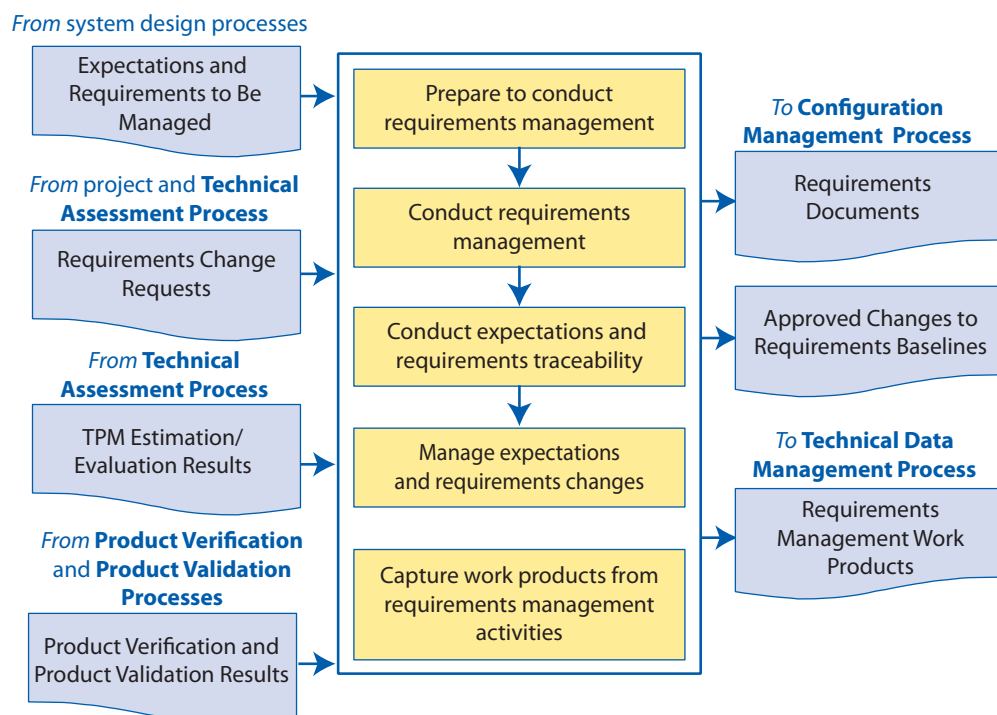 From system design processes
Expectations and
Requirements to Be
Managed
From project and Technical
Assessment Process
Requirements Change
Requests
From Technical
Assessment Process
TPM Estimation/
Evaluation Results
From Product Verification
and Product Validation
Processes
Product Verification and
Product Validation Results
Prepare to conduct
requirements management
Conduct requirements
management
Conduct expectations and
requirements traceability
Manage expectations
and requirements changes
Capture work products from
requirements management
activities
To Configuration
Management Process
Requirements
Documents
Approved Changes to
Requirements Baselines
To Technical Data
Management Process
Requirements
Management Work
Products